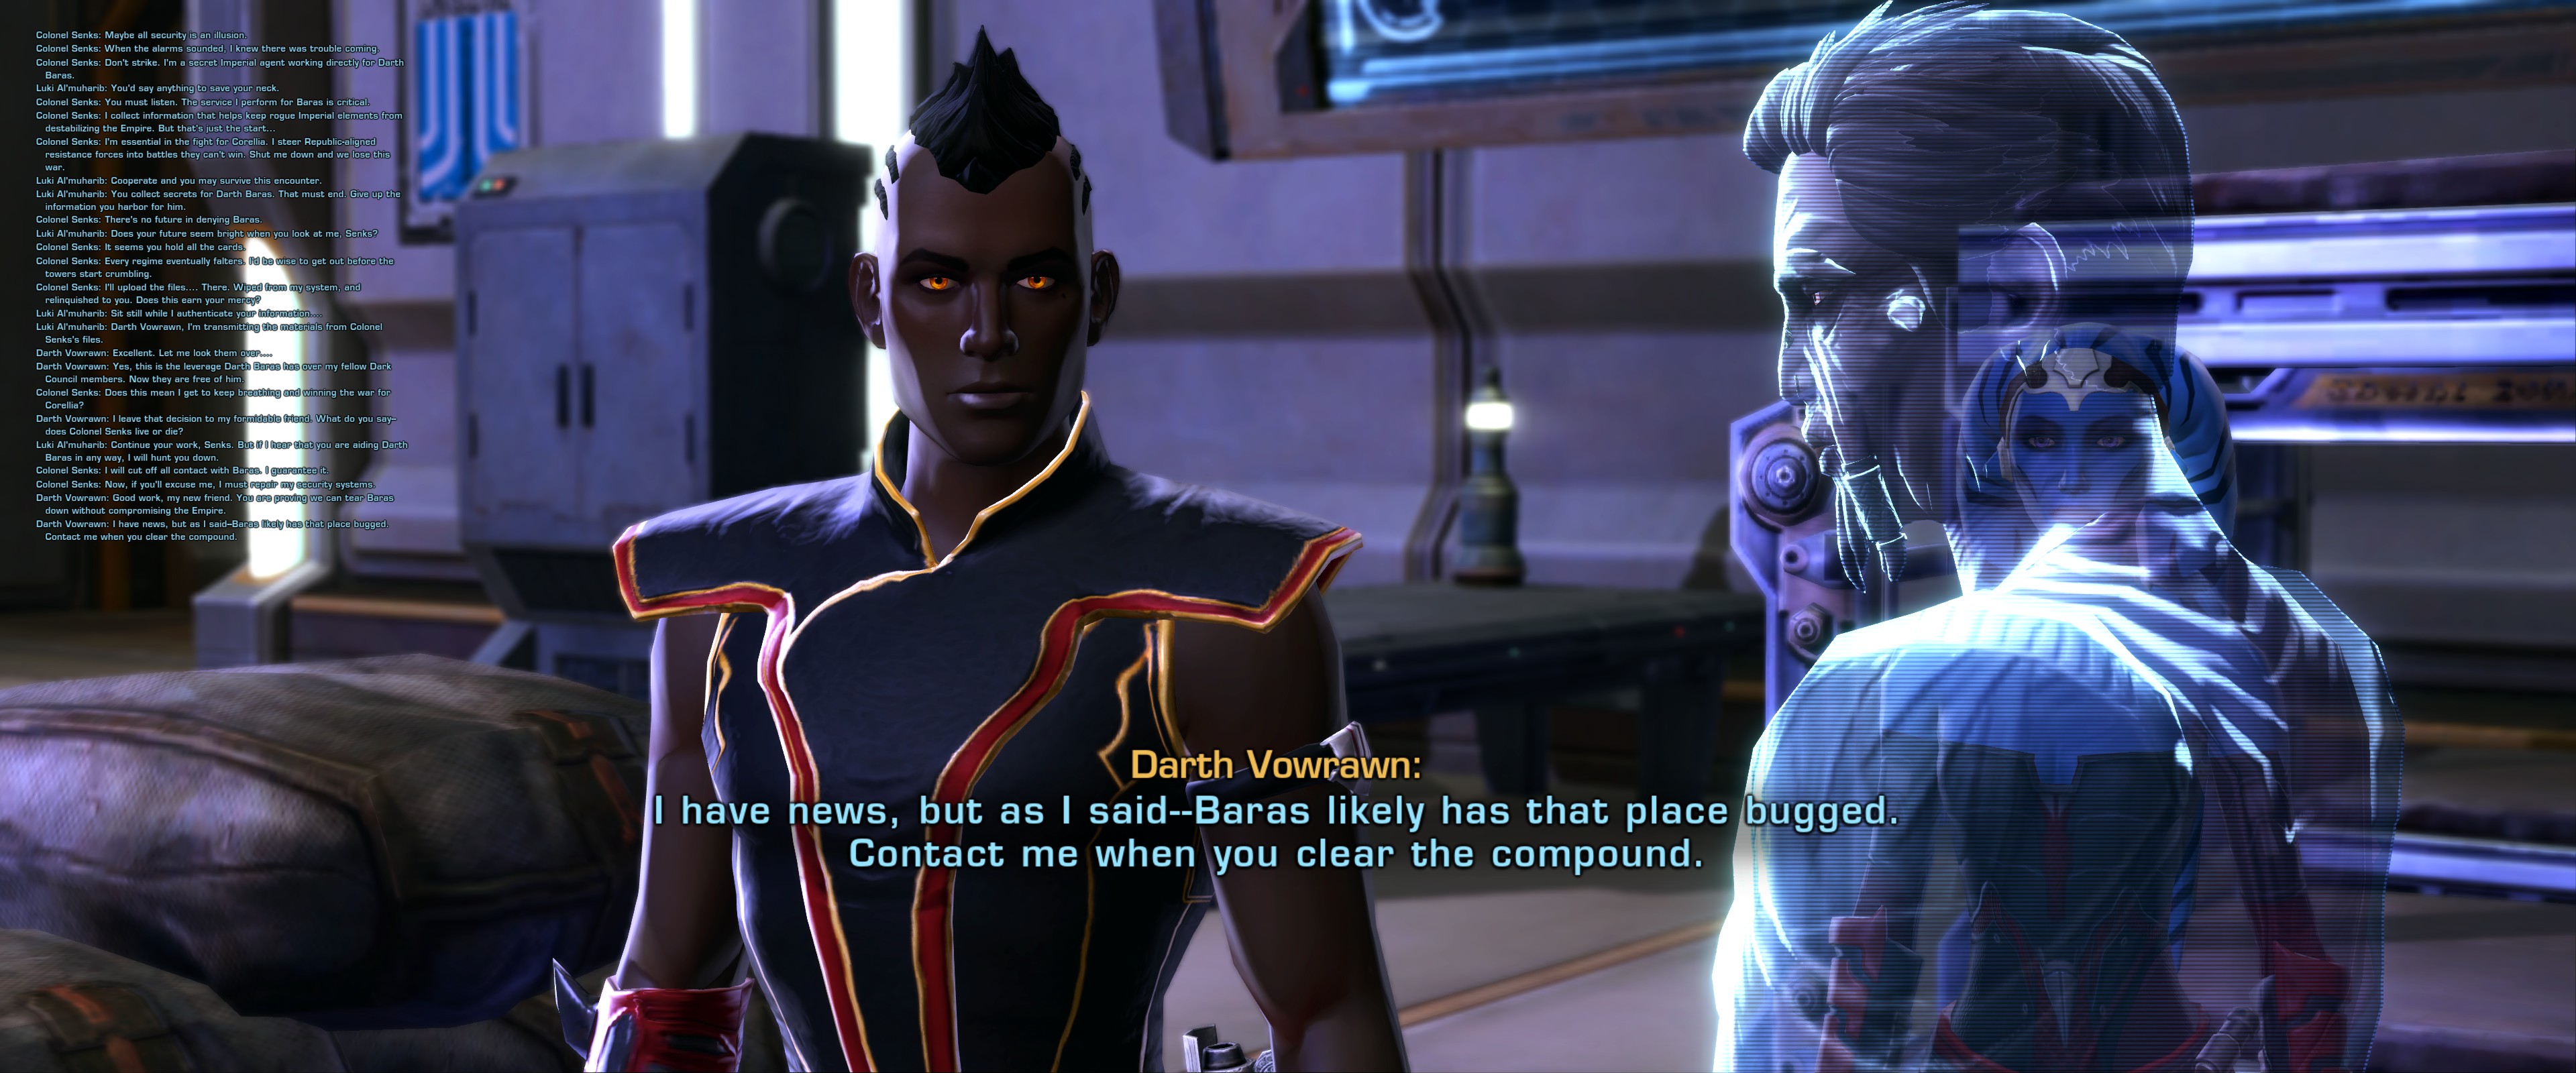 Colonel Senks: Maybe all security is an illusion.
Colonel Senks: When the alarms sounded, I knew there was trouble coming.
Colonel Senks: Don't strike. I'm a secret Imperial agent working directly for Darth
Baras.
Luki Al'muharib: You'd say anything to save your neck.
Colonel Senks: You must listen. The service I perform for Baras is critical.
Colonel Senks: I collect information that helps keep rogue Imperial elements from
destabilizing the Empire. But that's just the start...
Colonel Senks: I'm essential in the fight for Corellia. I steer Republic-aligned
resistance forces into battles they can't win. Shut me down and we lose this
war.
Luki Al'muharib: Cooperate and you may survive this encounter.
Luki Al'muharib: You collect secrets for Darth Baras. That must end. Give up the
information you harbor for him.
Colonel Senks: There's no future in denying Baras.
Luki Al'muharib: Does your future seem bright when you look at me, Senks?
Colonel Senks: It seems you hold all the cards.
Colonel Senks: Every regime eventually falters. I'd be wise to get out before the
towers start crumbling.
Colonel Senks: I'll upload the files.... There. Wiped from my system, and
relinquished to you. Does this earn your mercy?
Luki Al'muharib: Sit still while I authenticate your information....
Luki Al'muharib: Darth Vowrawn, I'm transmitting the materials from Colonel
Senks's files.
Darth Vowrawn: Excellent. Let me look them over....
Darth Vowrawn: Yes, this is the leverage Darth Baras has over my fellow Dark
Council members. Now they are free of him.
Colonel Senks: Does this mean I get to keep breathing and winning the war for
Corellia?
Darth Vowrawn: I leave that decision to my formidable friend. What do you say--
does Colonel Senks live or die?
Luki Al'muharib: Continue your work, Senks. But if I hear that you are aiding Darth
Baras in any way, I will hunt you down.
Colonel Senks: I will cut off all contact with Baras. I guarantee it.
Colonel Senks: Now, if you'll excuse me, I must repair my security systems.
Darth Vowrawn: Good work, my new friend. You are proving we can tear Baras
down without compromising the Empire.
Darth Vowrawn: I have news, but as I said--Baras likely has that place bugged.
Contact me when you clear the compound.
Darth Vowrawn:
I have news, but as I said--Baras likely has that place bugged.
Contact me when you clear the compound.